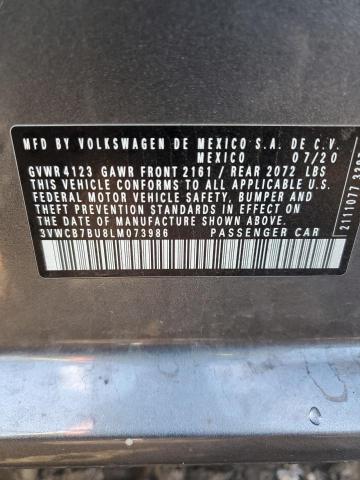 MFD BY VOLKSWAGEN DE MEXICO S.A. DE C.V.
MEXICO 07/20
GVWR 4123 GAWR FRONT 2161 / REAR 2072 LBS
THIS VEHICLE CONFORMS TO ALL APPLICABLE U.S.
FEDERAL MOTOR VEHICLE SAFETY, BUMPER AND
THEFT PREVENTION STANDARDS IN EFFECT ON THE
DATE OF MANUFACTURE SHOWN ABOVE.
3VWCB7BU8LM073986 PASSENGER CAR
2111077